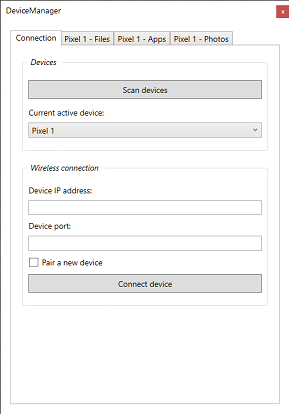 DeviceManager
x
Connection
Pixel 1 - Files
Pixel 1 - Apps
Pixel 1 - Photos
Devices
Scan devices
Current active device:
Pixel 1
Wireless connection
Device IP address:
Device port:
Pair a new device
Connect device